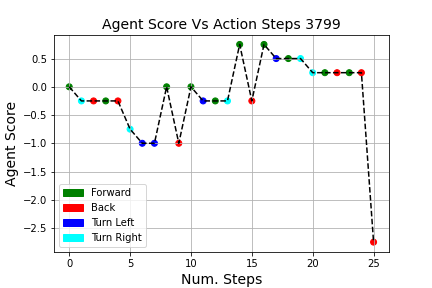 Agent Score Vs Action Steps 3799
Agent Score
0.5
0.0
−0.5
−1.0
−1.5
−2.0
−2.5
Forward
Back
Turn Left
Turn Right
0 5 10 15 20 25
Num. Steps